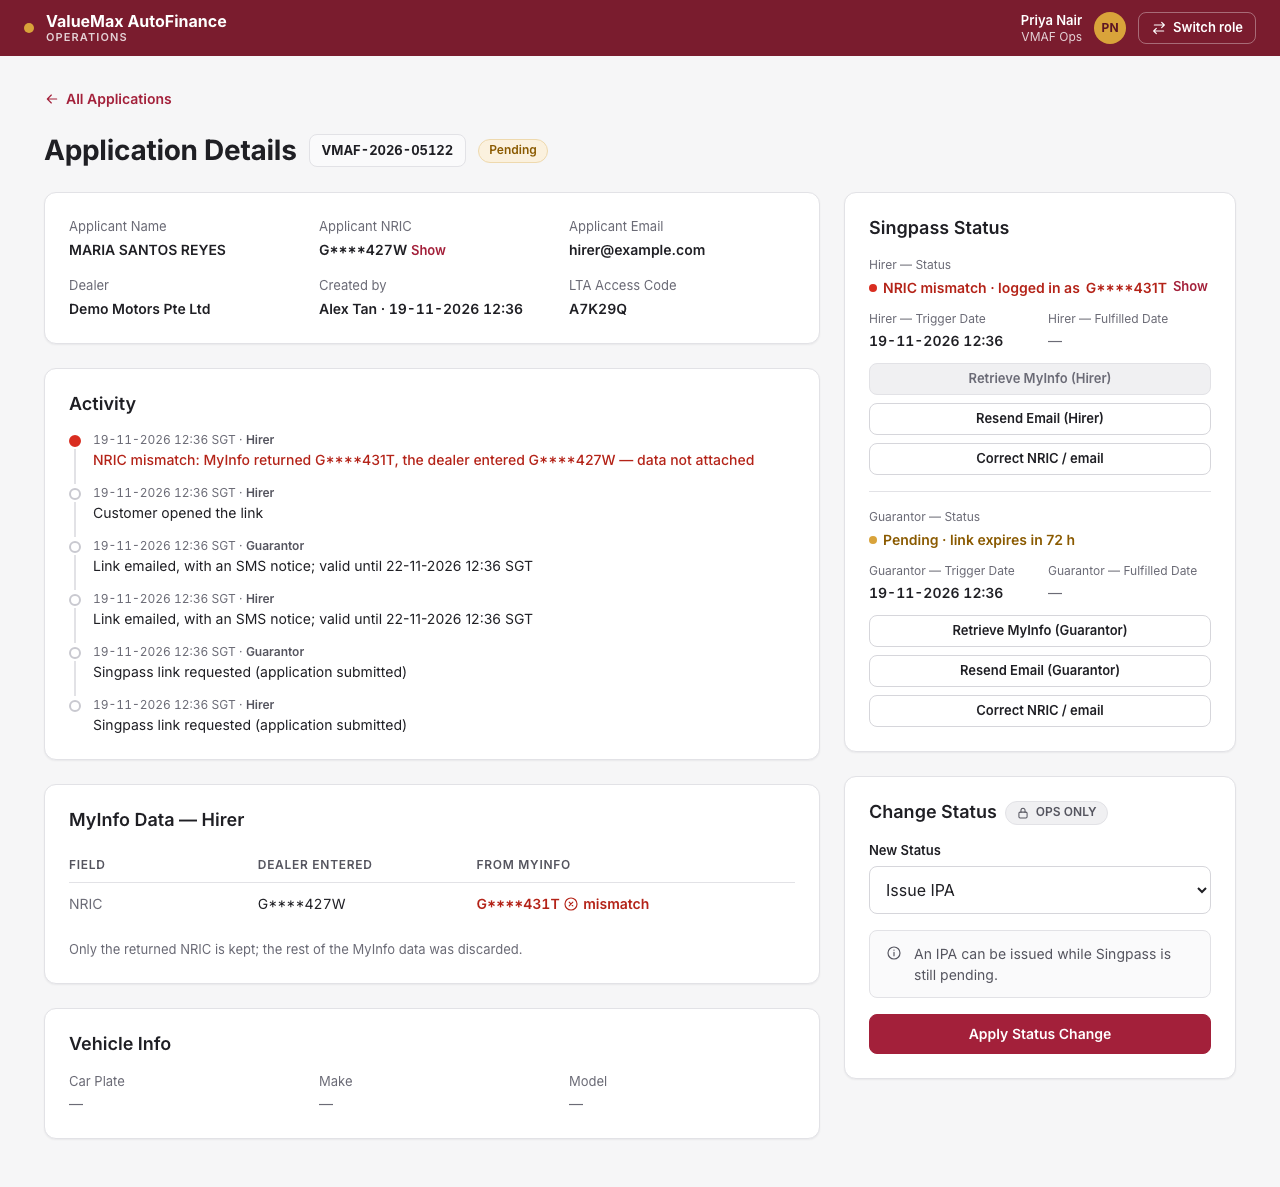 ValueMax AutoFinance
OPERATIONS
Priya Nair
VMAF Ops
PN
Switch role
← All Applications
Application Details
VMAF-2026-05122
Pending
Applicant Name
MARIA SANTOS REYES
Applicant NRIC
G****427W Show
Applicant Email
hirer@example.com
Dealer
Demo Motors Pte Ltd
Created by
Alex Tan · 19-11-2026 12:36
LTA Access Code
A7K29Q
Activity
19-11-2026 12:36 SGT · Hirer
NRIC mismatch: MyInfo returned G****431T, the dealer entered G****427W — data not attached
19-11-2026 12:36 SGT · Hirer
Customer opened the link
19-11-2026 12:36 SGT · Guarantor
Link emailed, with an SMS notice; valid until 22-11-2026 12:36 SGT
19-11-2026 12:36 SGT · Hirer
Link emailed, with an SMS notice; valid until 22-11-2026 12:36 SGT
19-11-2026 12:36 SGT · Guarantor
Singpass link requested (application submitted)
19-11-2026 12:36 SGT · Hirer
Singpass link requested (application submitted)
MyInfo Data — Hirer
FIELD DEALER ENTERED FROM MYINFO
NRIC G****427W G****431T mismatch
Only the returned NRIC is kept; the rest of the MyInfo data was discarded.
Vehicle Info
Car Plate
—
Make
—
Model
—
Singpass Status
Hirer — Status
NRIC mismatch · logged in as G****431T Show
Hirer — Trigger Date
19-11-2026 12:36
Hirer — Fulfilled Date
—
Retrieve MyInfo (Hirer)
Resend Email (Hirer)
Correct NRIC / email
Guarantor — Status
Pending · link expires in 72 h
Guarantor — Trigger Date
19-11-2026 12:36
Guarantor — Fulfilled Date
—
Retrieve MyInfo (Guarantor)
Resend Email (Guarantor)
Correct NRIC / email
Change Status
OPS ONLY
New Status
Issue IPA
An IPA can be issued while Singpass is
still pending.
Apply Status Change